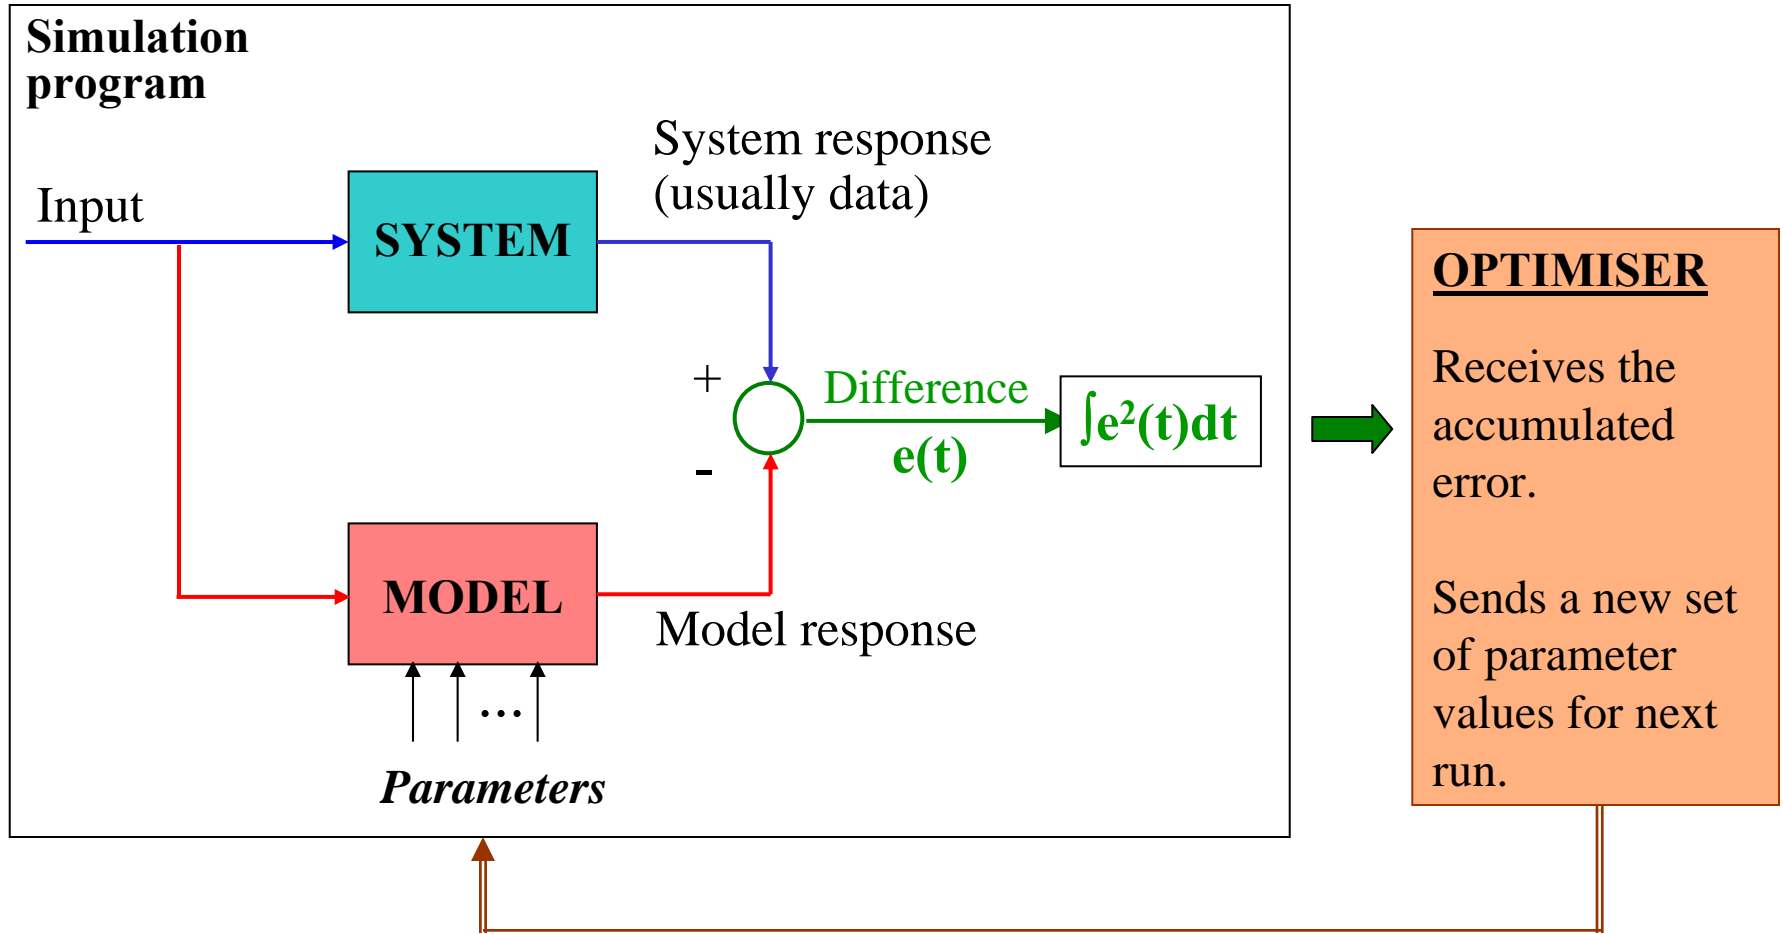 Simulation
program
System response
(usually data)
Input
SYSTEM
+
Difference
e(t)
∫e²(t)dt
-
MODEL
Model response
...
Parameters
OPTIMISER
Receives the
accumulated
error.
Sends a new set
of parameter
values for next
run.